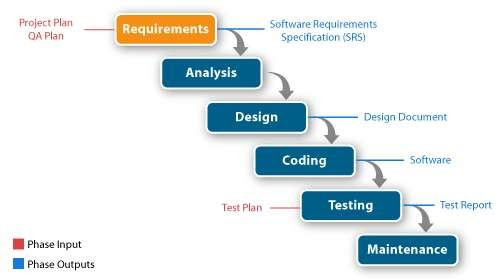 Project Plan
QA Plan
Requirements
Software Requirements
Specification (SRS)
Analysis
Design
Design Document
Coding
Software
Test Plan
Testing
Test Report
Maintenance
Phase Input
Phase Outputs